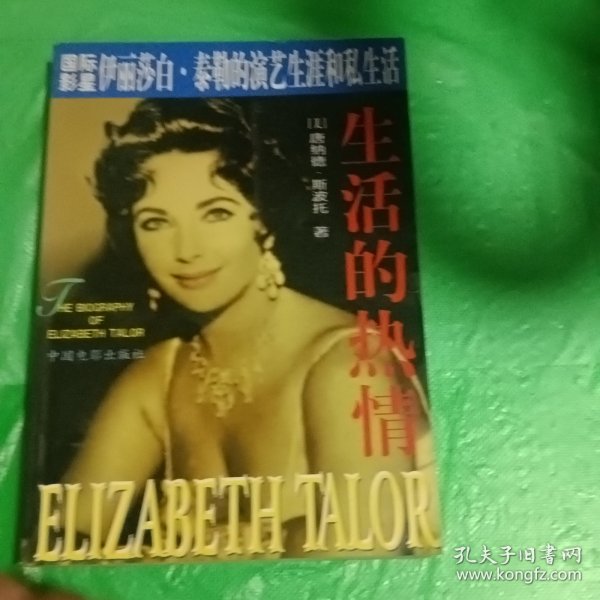 国际影星 伊丽莎白·泰勒的演艺生涯和私生活
[美]唐纳德·斯波托 著
生活的热情
THE BIOGRAPHY
OF
ELIZABETH TALOR
中国电影出版社
ELIZABETH TALOR
孔夫子旧书网
www.kongfz.com